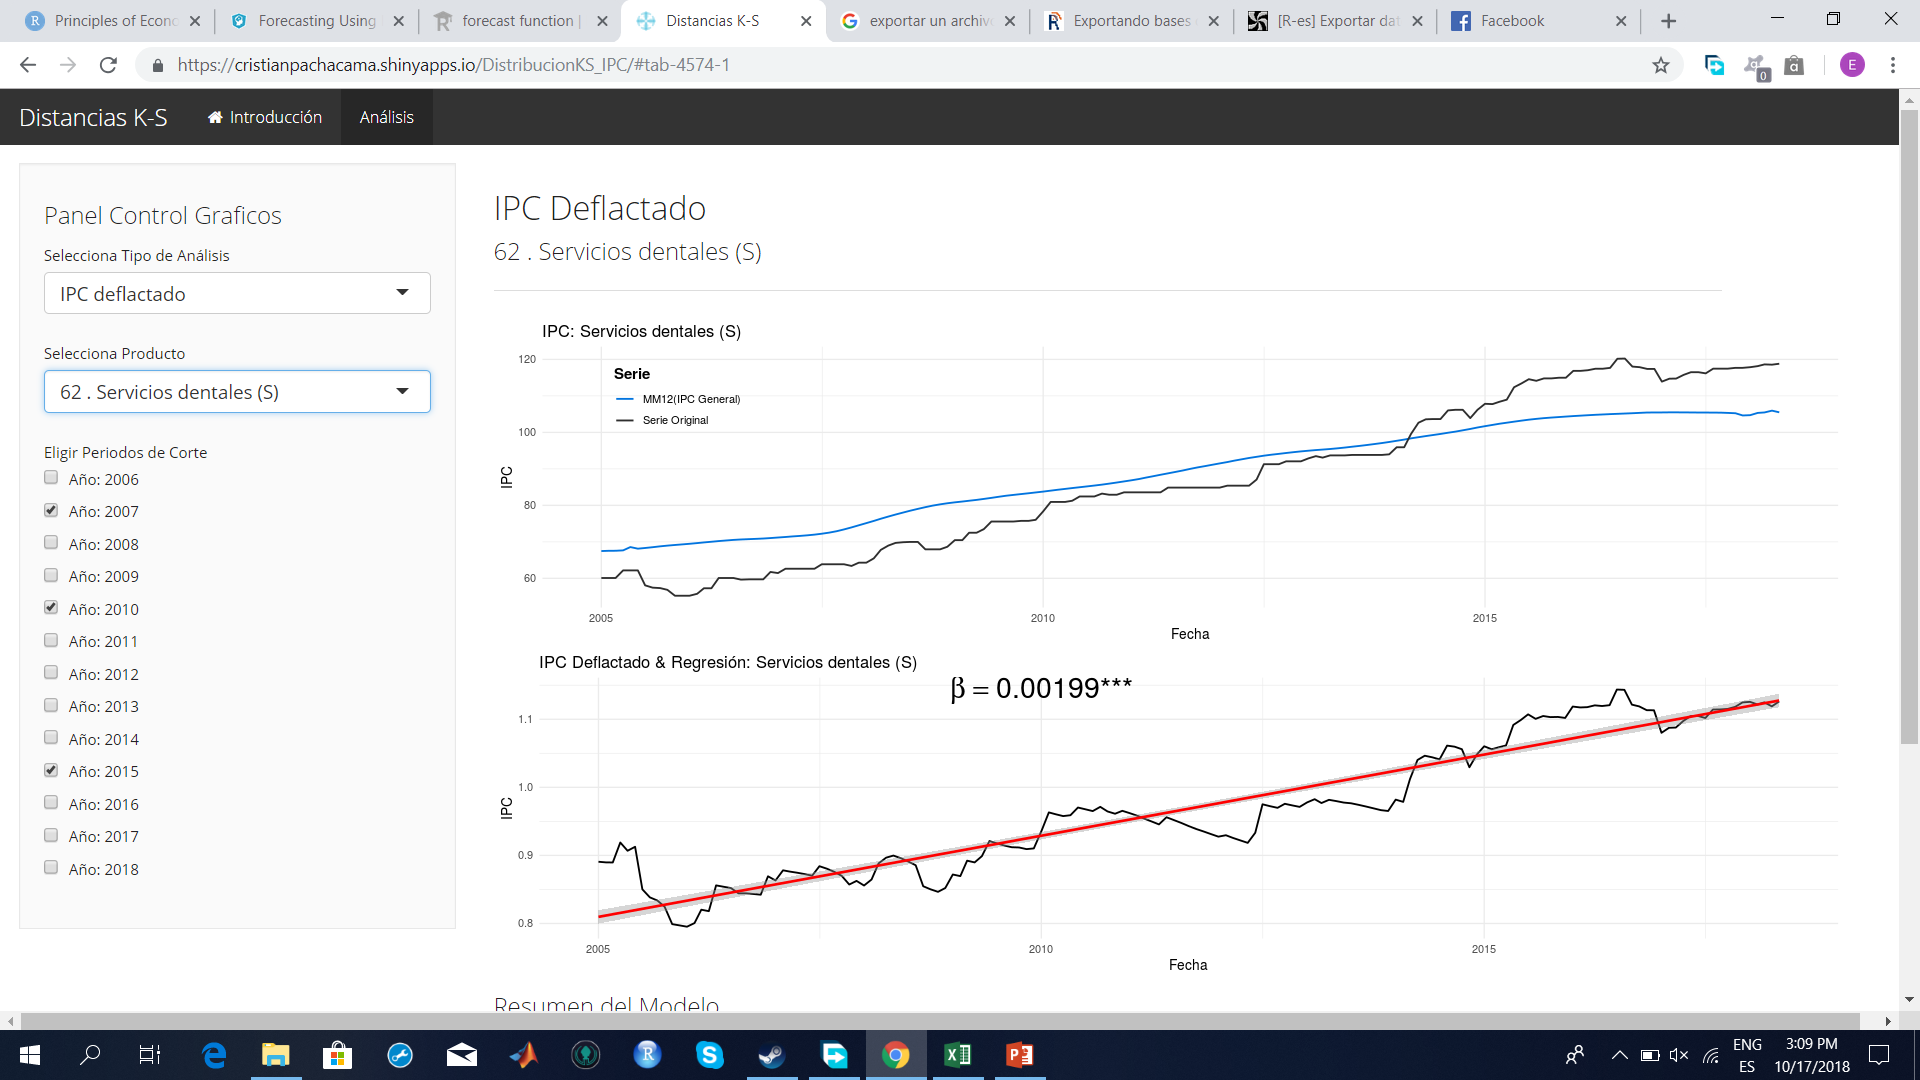 Principles of Econo
Forecasting Using
forecast function |
Distancias K-S
exportar un archivo
Exportando bases
[R-es] Exportar dat
Facebook
https://cristianpachacama.shinyapps.io/DistribucionKS_IPC/#tab-4574-1
0
E
Distancias K-S
Introducción
Análisis
Panel Control Graficos
Selecciona Tipo de Análisis
IPC deflactado
Selecciona Producto
62 . Servicios dentales (S)
Eligir Periodos de Corte
Año: 2006
Año: 2007
Año: 2008
Año: 2009
Año: 2010
Año: 2011
Año: 2012
Año: 2013
Año: 2014
Año: 2015
Año: 2016
Año: 2017
Año: 2018
IPC Deflactado
62 . Servicios dentales (S)
IPC: Servicios dentales (S)
Serie
MM12(IPC General)
Serie Original
120
100
80
60
IPC
2005
2010
2015
Fecha
IPC Deflactado & Regresión: Servicios dentales (S)
β = 0.00199***
1.1
1.0
0.9
0.8
IPC
2005
2010
2015
Fecha
Resumen del Modelo
ENG
ES
3:09 PM
10/17/2018